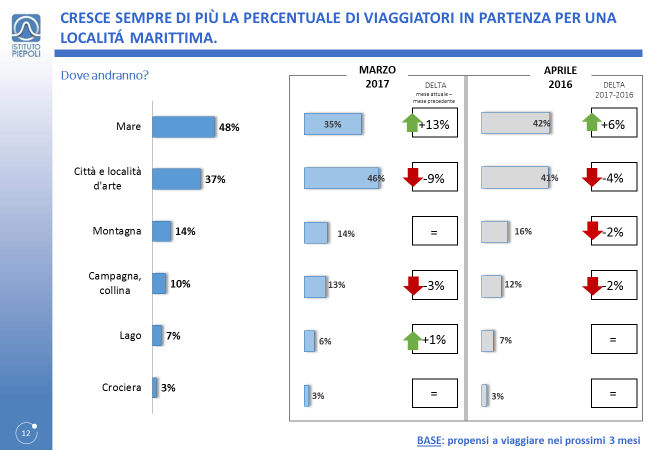 CRESCE SEMPRE DI PIÙ LA PERCENTUALE DI VIAGGIATORI IN PARTENZA PER UNA
LOCALITÁ MARITTIMA.
ISTITUTO
PIEPOLI
Dove andranno?
MARZO
2017
DELTA
mese attuale –
mese precedente
APRILE
2016
DELTA
2017-2016
Mare 48% 35% +13% 42% +6%
Città e località
d'arte
37% 46% -9% 41% -4%
Montagna 14% 14% = 16% -2%
Campagna,
collina
10% 13% -3% 12% -2%
Lago 7% 6% +1% 7% =
Crociera 3% 3% = 3% =
12
BASE: propensi a viaggiare nei prossimi 3 mesi